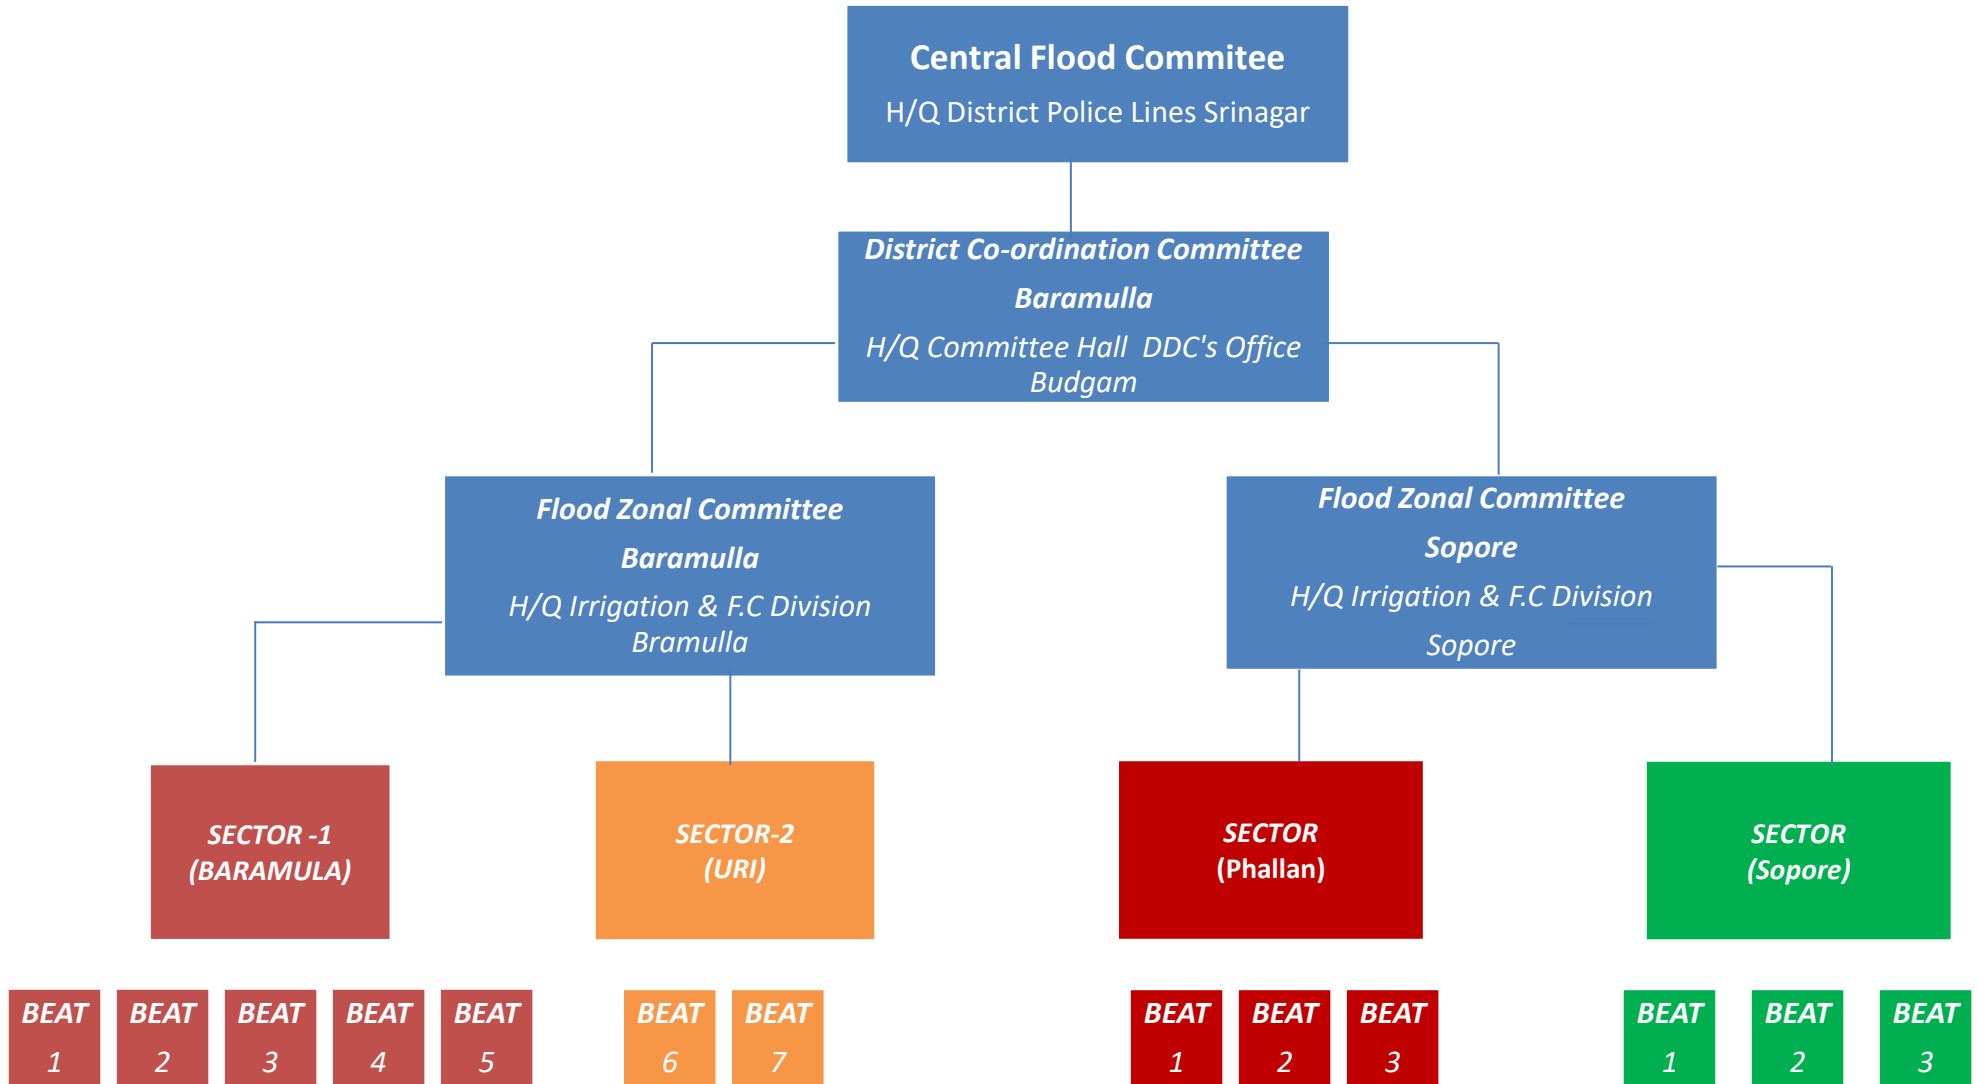 Central Flood Commitee
H/Q District Police Lines Srinagar
District Co-ordination Committee
Baramulla
H/Q Committee Hall  DDC's Office
Budgam
Flood Zonal Committee
Baramulla
H/Q Irrigation & F.C Division
Bramulla
Flood Zonal Committee
Sopore
H/Q Irrigation & F.C Division
Sopore
SECTOR -1
(BARAMULA)
SECTOR-2
(URI)
SECTOR
(Phallan)
SECTOR
(Sopore)
BEAT
1
BEAT
2
BEAT
3
BEAT
4
BEAT
5
BEAT
6
BEAT
7
BEAT
1
BEAT
2
BEAT
3
BEAT
1
BEAT
2
BEAT
3